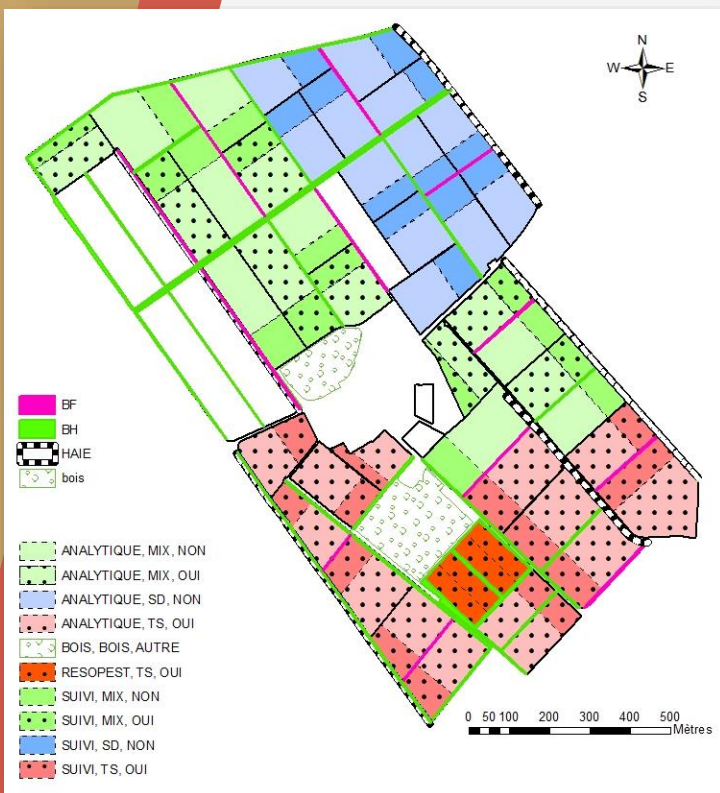 N
W E
S
BF
BH
HAIE
bois
ANALYTIQUE, MIX, NON
ANALYTIQUE, MIX, OUI
ANALYTIQUE, SD, NON
ANALYTIQUE, TS, OUI
BOIS, BOIS, AUTRE
RESOPEST, TS, OUI
SUIVI, MIX, NON
SUIVI, MIX, OUI
SUIVI, SD, NON
SUIVI, TS, OUI
0 50 100 200 300 400 500
Mètres